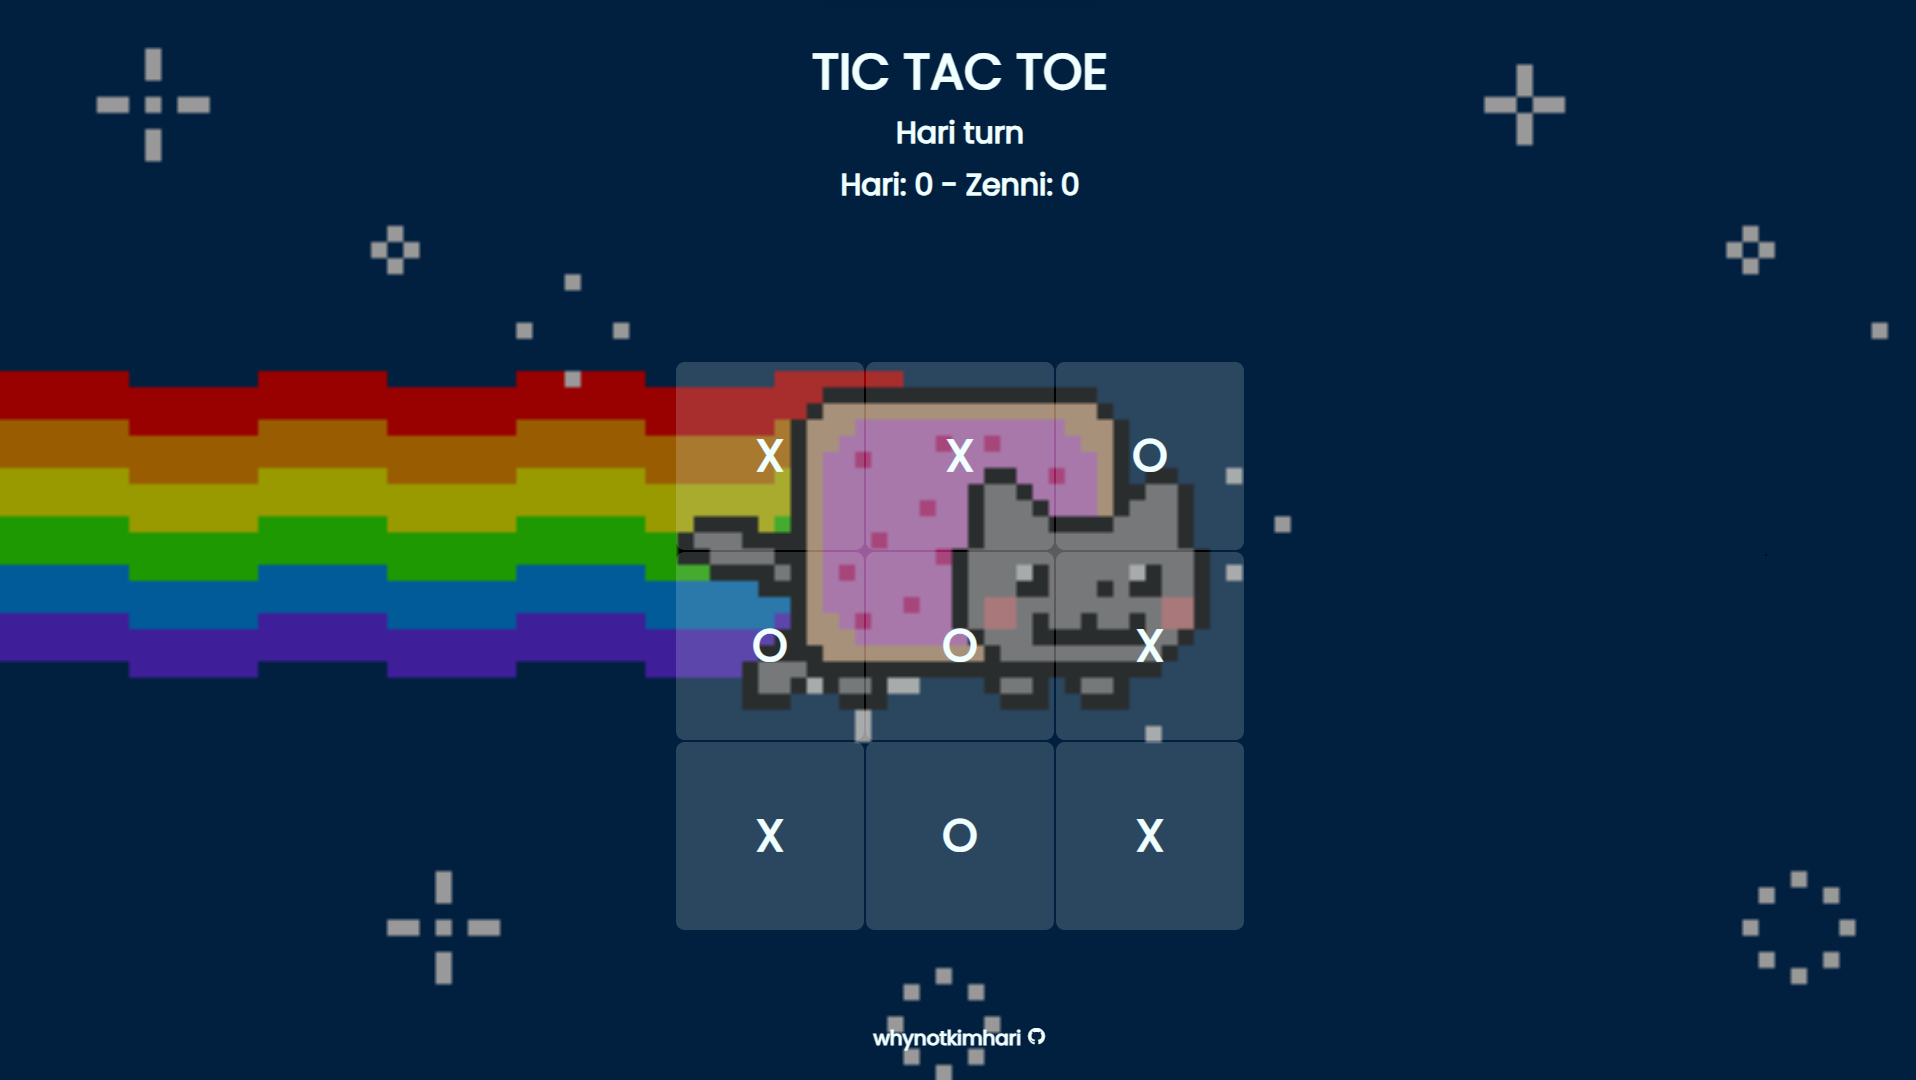 TIC TAC TOE
Hari turn
Hari: 0 - Zenni: 0
X X O
O O X
X O X
whynotkimhari